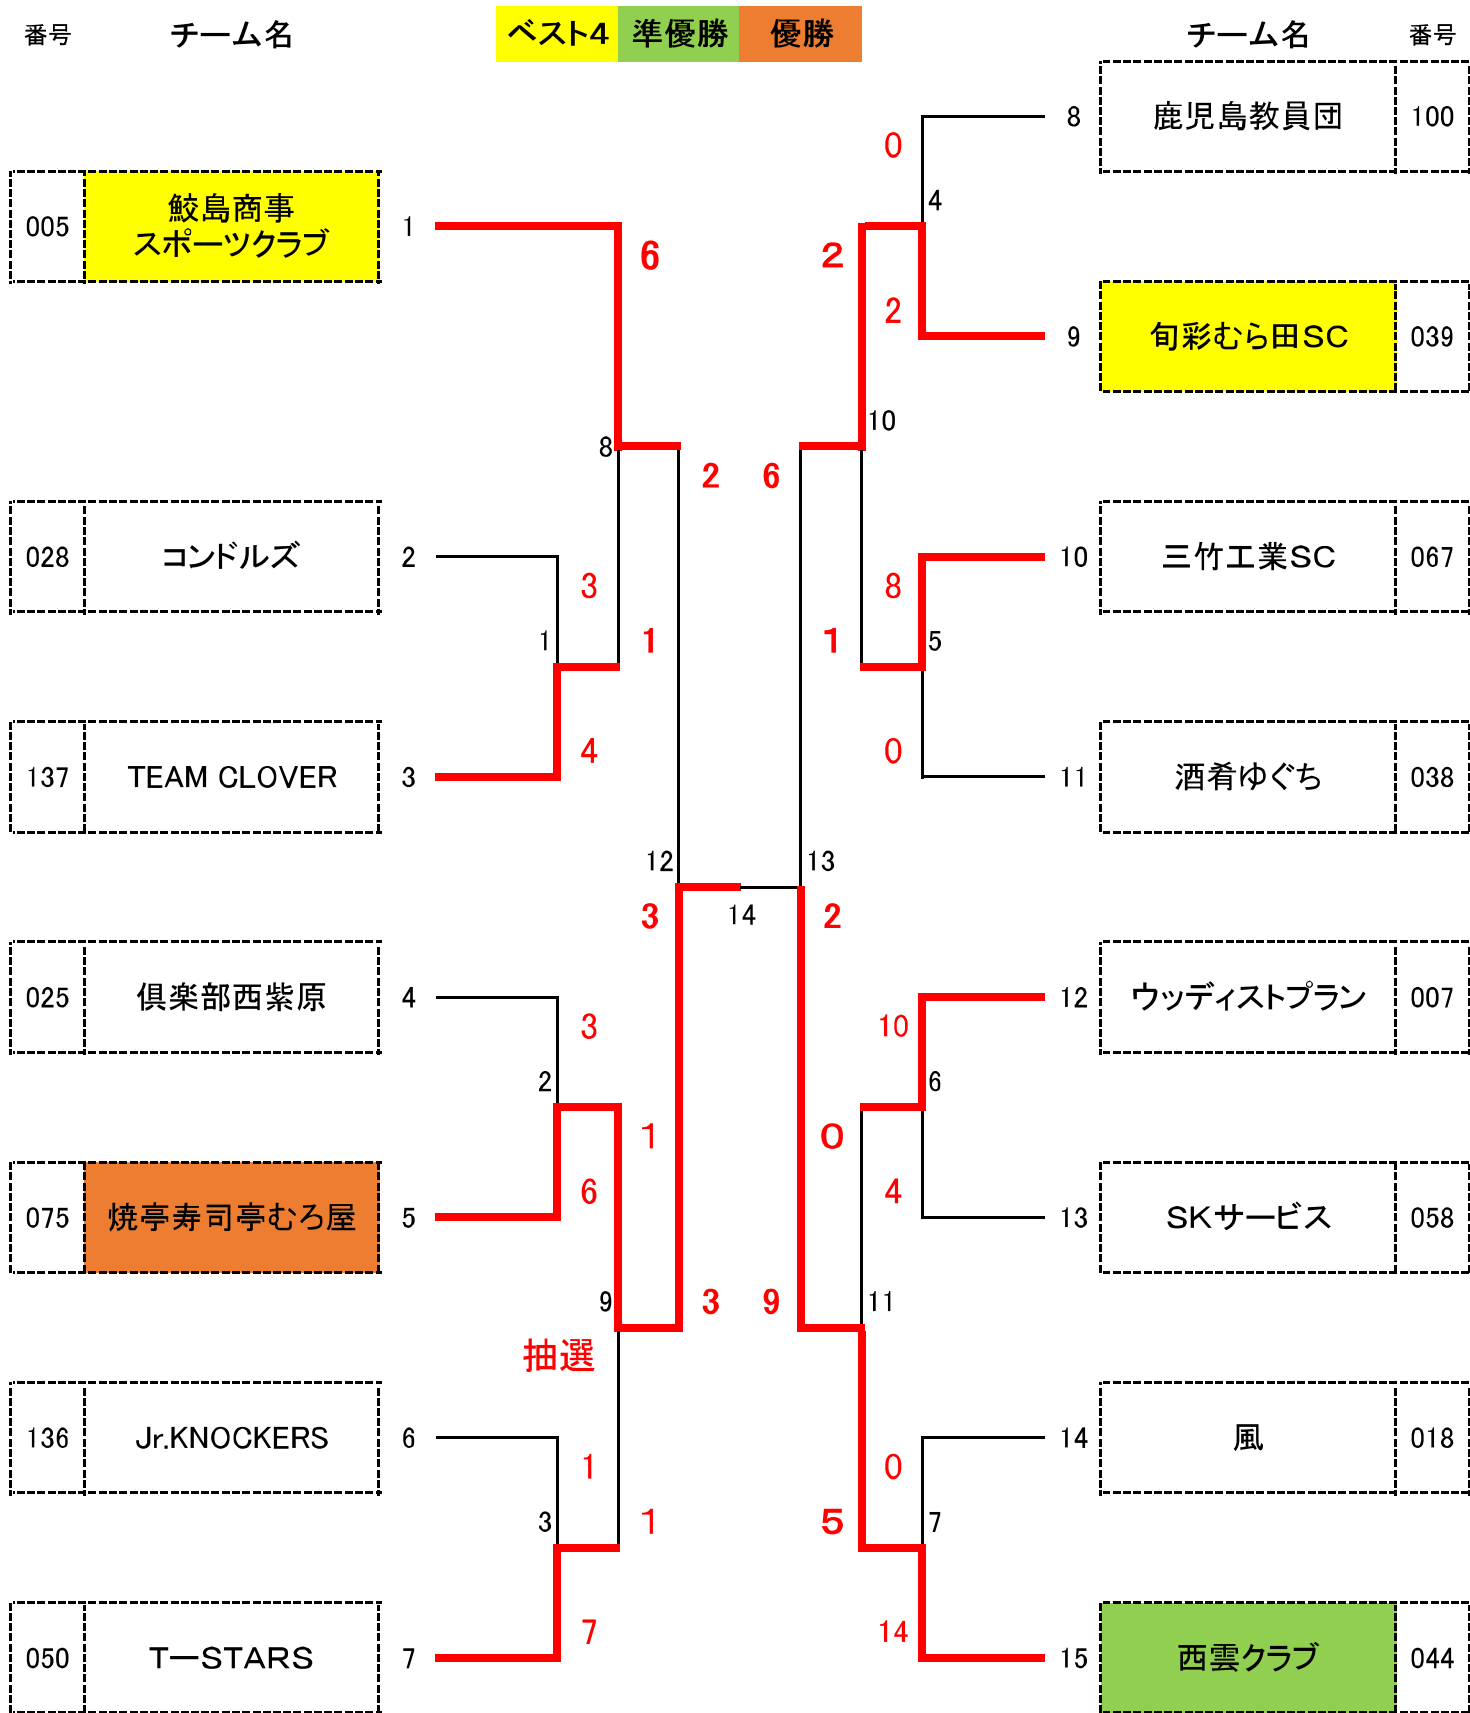 番号 チーム名 ベスト4 準優勝 優勝 チーム名 番号
8 鹿児島教員団 100
0
4
005 鮫島商事
スポーツクラブ 1
6 2
2
9 旬彩むら田SC 039
10
8
2 6
028 コンドルズ 2
10 三竹工業SC 067
3 8
1 1 1 5
4 0
137 TEAM CLOVER 3
11 酒肴ゆぐち 038
12 13
3 14 2
025 倶楽部西紫原 4
12 ウッディストプラン 007
3 10
2 6
1 0
6 4
075 焼亭寿司亭むろ屋 5
13 SKサービス 058
9 3 9 11
抽選
136 Jr.KNOCKERS 6
14 風 018
1 0
3 1 5 7
7 14
050 TーSTARS 7
15 西雲クラブ 044